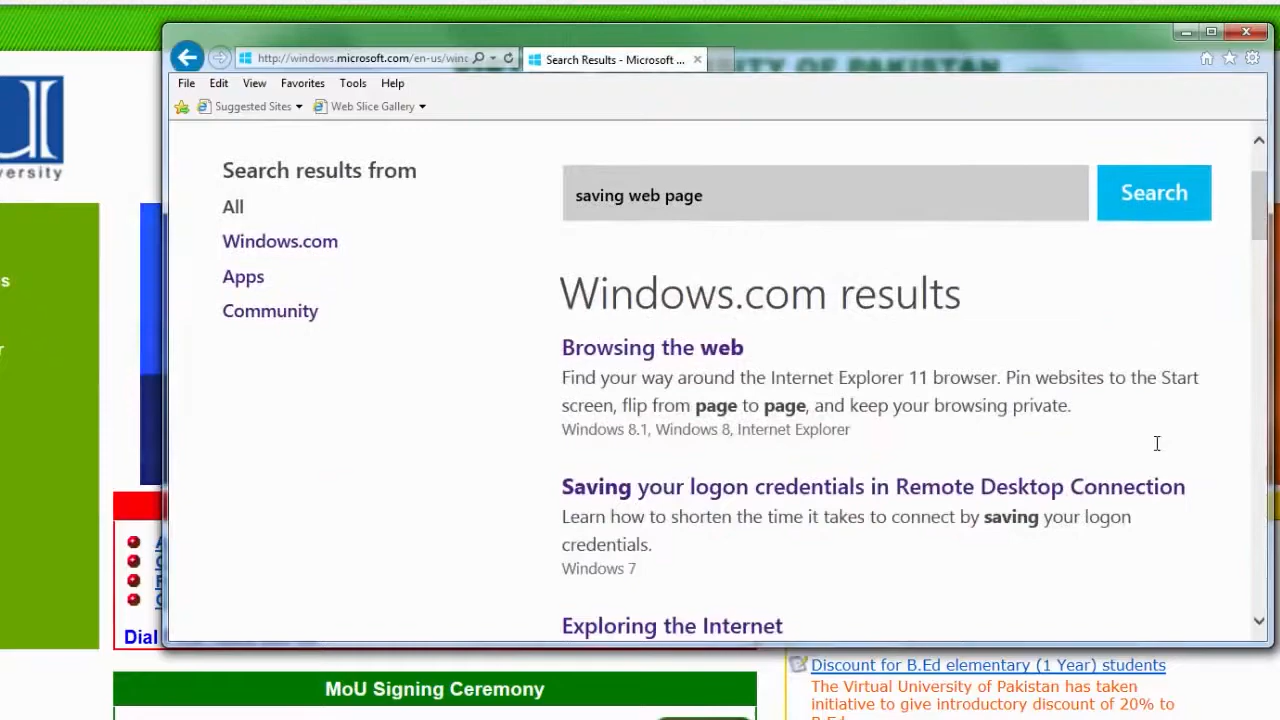 UNIVERSITY OF PAKISTAN
http://windows.microsoft.com/en-us/winc
Search Results - Microsoft ...
File Edit View Favorites Tools Help
Suggested Sites
Web Slice Gallery
Search results from
All
Windows.com
Apps
Community
saving web page
Search
Windows.com results
Browsing the web
Find your way around the Internet Explorer 11 browser. Pin websites to the Start
screen, flip from page to page, and keep your browsing private.
Windows 8.1, Windows 8, Internet Explorer
Saving your logon credentials in Remote Desktop Connection
Learn how to shorten the time it takes to connect by saving your logon
credentials.
Windows 7
Exploring the Internet
Dial
MoU Signing Ceremony
Discount for B.Ed elementary (1 Year) students
The Virtual University of Pakistan has taken
initiative to give introductory discount of 20% to